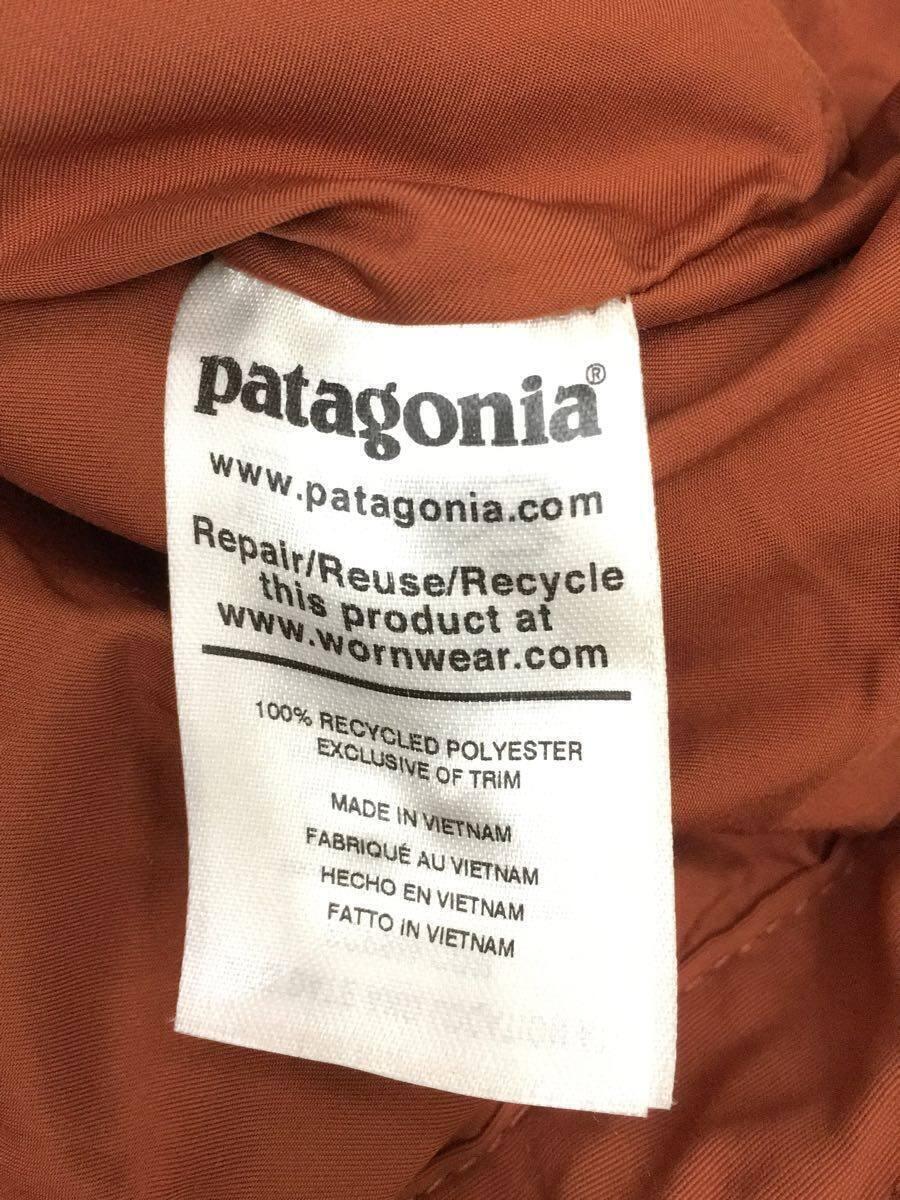 patagonia®
www.patagonia.com
Repair/Reuse/Recycle
this product at
www.wornwear.com
100% RECYCLED POLYESTER
EXCLUSIVE OF TRIM
MADE IN VIETNAM
FABRIQUÉ AU VIETNAM
HECHO EN VIETNAM
FATTO IN VIETNAM